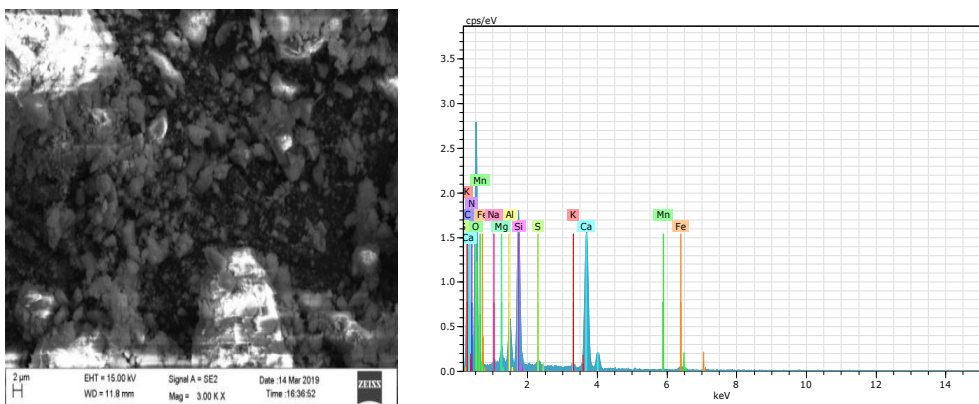 2 µm
EHT = 15.00 kV
Signal A = SE2
Date :14 Mar 2019
ZEISS
WD = 11.8 mm
Mag = 3.00 K X
Time :16:36:52
cps/eV
3.5
3.0
2.5
2.0
1.5
1.0
0.5
0.0
Mn
K
N
C
Fe
Na
Al
K
Mn
S
O
Mg
Si
S
Ca
Fe
Ca
2
4
6
8
10
12
14
keV